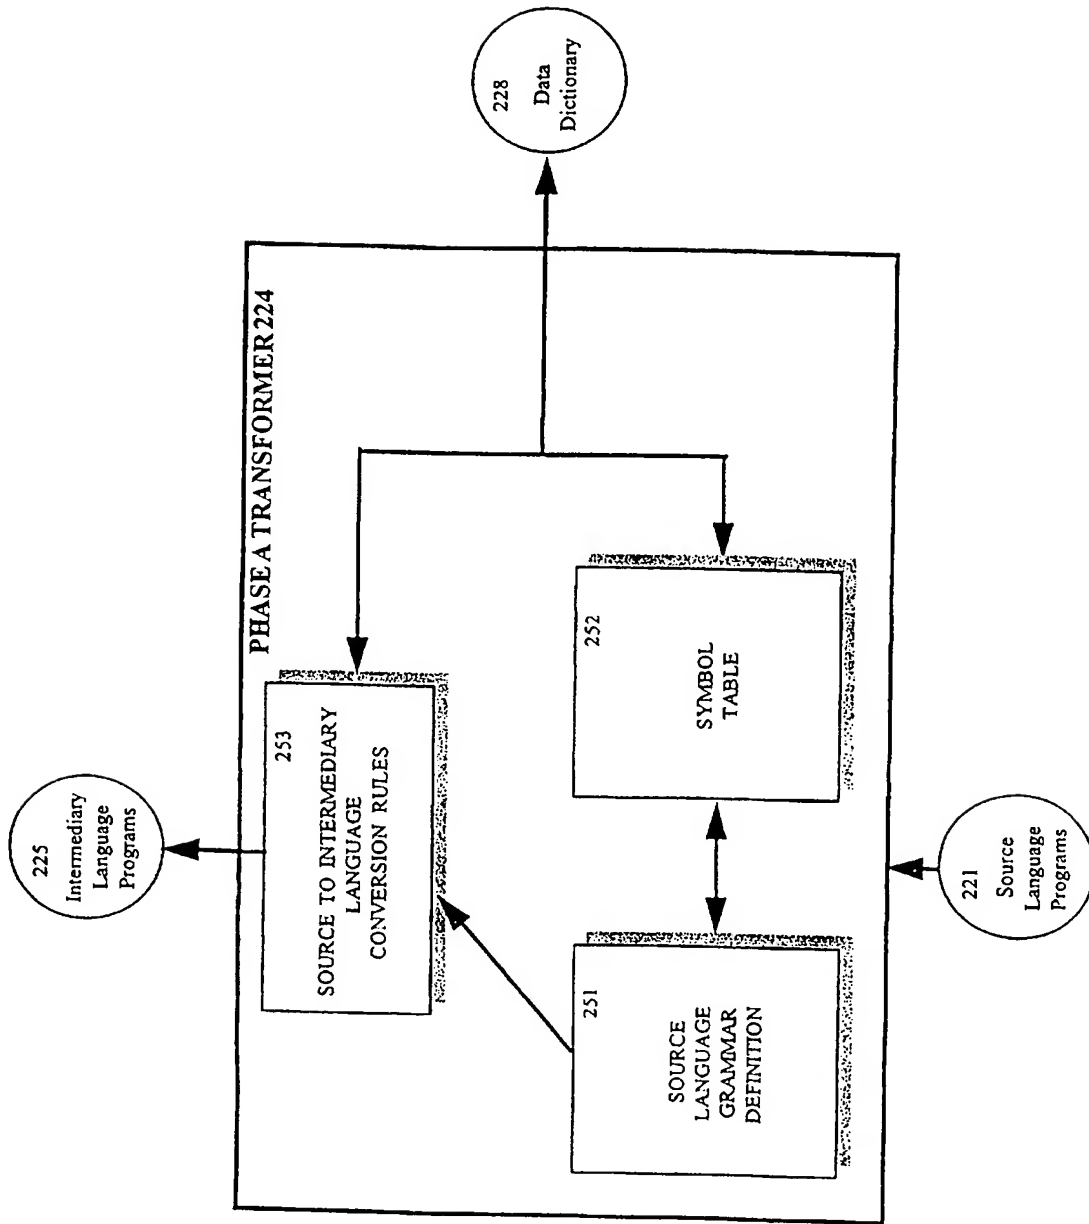 PHASE A TRANSFORMER 224
225
Intermediary
Language
Programs
253
SOURCE TO INTERMEDIARY
LANGUAGE
CONVERSION RULES
228
Data
Dictionary
251
SOURCE
LANGUAGE
GRAMMAR
DEFINITION
252
SYMBOL
TABLE
221
Source
Language
Programs